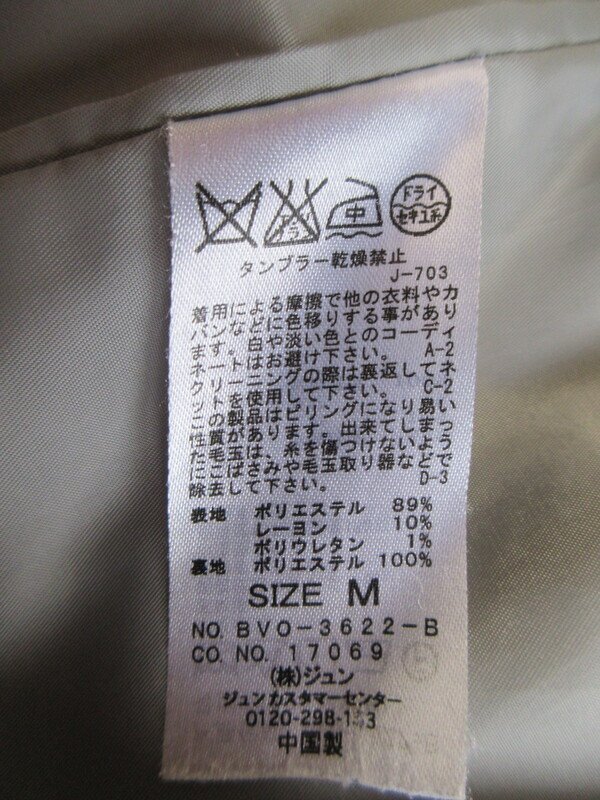 エンソ
サラシ
中
ドライ
セキユ系
タンブラー乾燥禁止
J-703
着用による摩擦で他の衣料やカ
バンなどに色移りする事があり
ます。白や淡い色とのコーディ
ネートはお避け下さい。 A-2
クリーニングの際は裏返してネ
ットを使用して下さい。 C-2
この製品はピリングになり易い
性質があります。出来てしまっ
た毛玉は、糸を傷つけないよう
にこばさみや毛玉取り器などで
除去して下さい。 D-3
表地 ポリエステル 89%
レーヨン 10%
ポリウレタン 1%
裏地 ポリエステル 100%
SIZE M
NO. BVO-3622-B
CO. NO. 17069
(株)ジュン
ジュンカスタマーセンター
0120-298-133
中国製